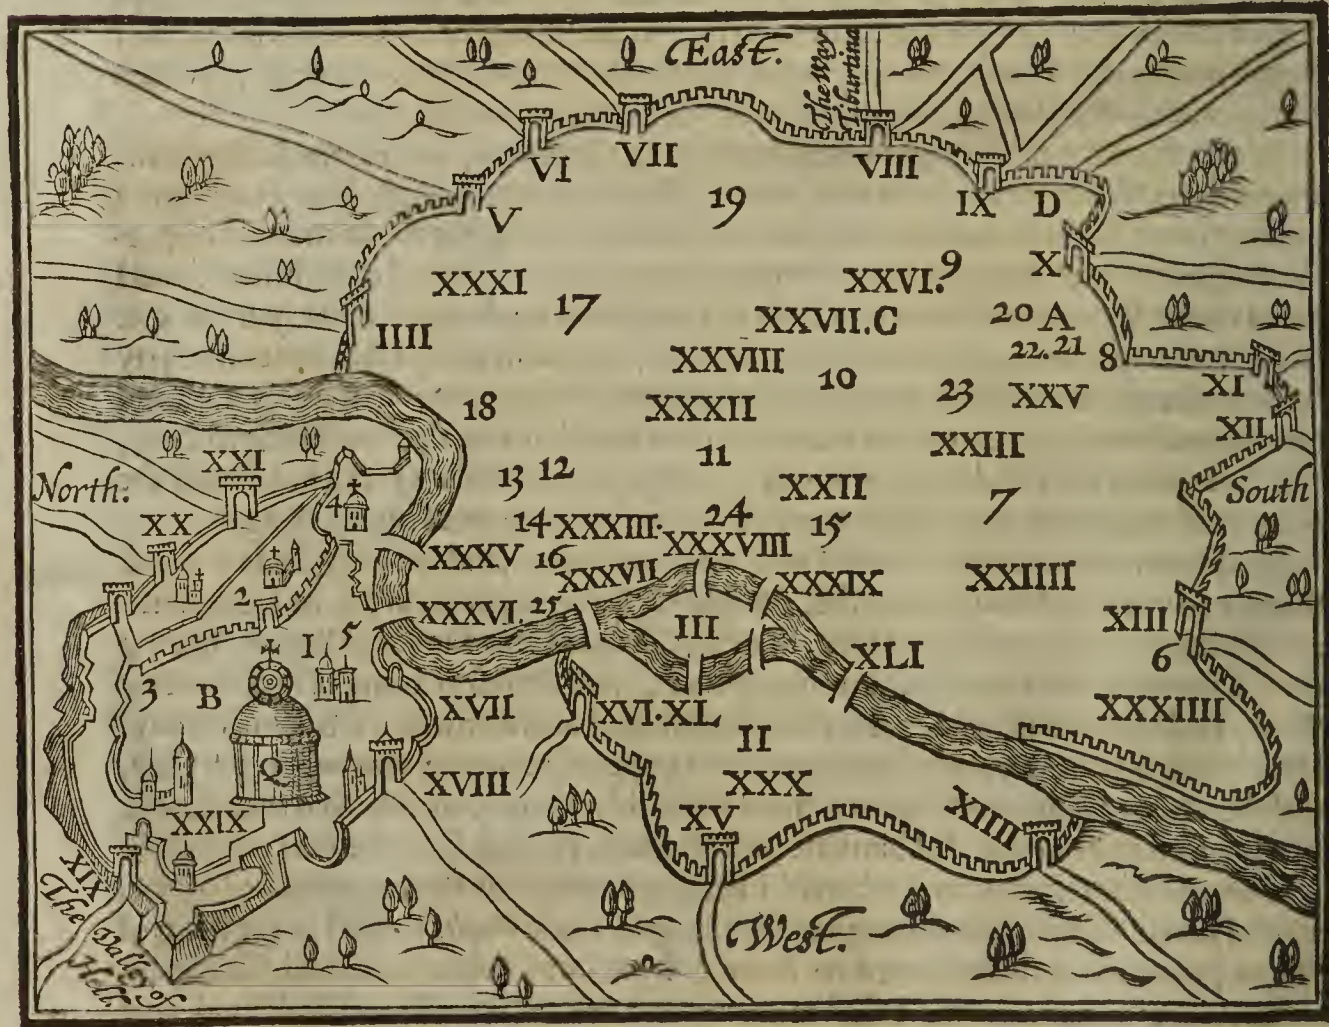 East.
The Way
Tiburtina
VI
VII
VIII
V
19
IX
D
X
XXXI
17
XXVI.
9
IIII
XXVII.C
20 A
22.21
8
XXVIII
10
XI
18
XXXII
23
XXV
XII
XXI
11
XXIII
North:
13
12
XXII
7
South
4
XX
14
XXXIII.
24
15
XXXVIII
XXXV
16
XXXVII
XXXIX
XXIIII
2
XXXVI.
25
III
XIII
I
5
XLI
6
3
B
XVII
XVI.XL
XXXIIII
II
Q
XVIII
XXX
XXIX
XV
XIIII
XIX
The
Valley of
Hell.
West.